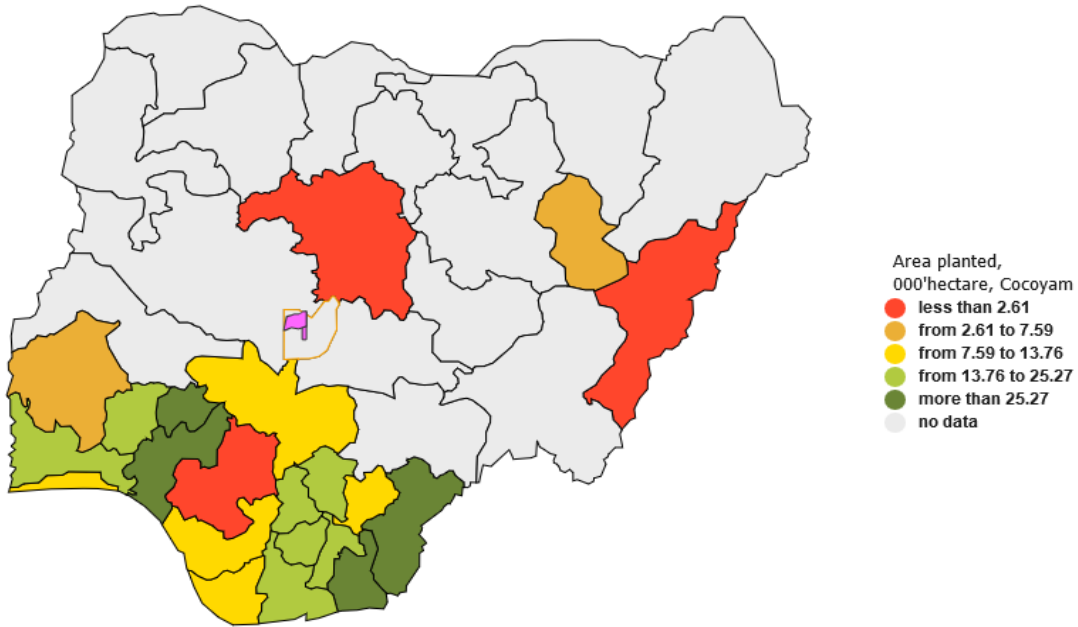 Area planted,
000'hectare, Cocoyam
less than 2.61
from 2.61 to 7.59
from 7.59 to 13.76
from 13.76 to 25.27
more than 25.27
no data